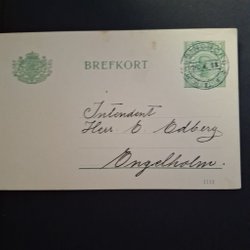 BREFKORT
Intendent
Herr E Edberg
Engelholm.